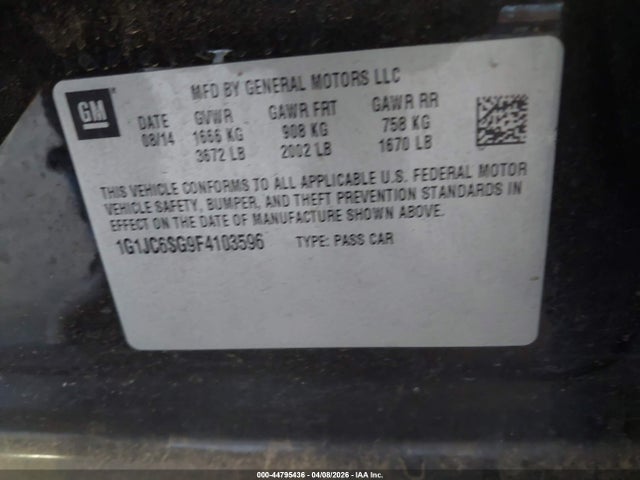 MFD BY GENERAL MOTORS LLC
GM
DATE GVWR GAWR FRT GAWR RR
08/14 1666 KG 908 KG 758 KG
3672 LB 2002 LB 1670 LB
THIS VEHICLE CONFORMS TO ALL APPLICABLE U.S. FEDERAL MOTOR
VEHICLE SAFETY, BUMPER, AND THEFT PREVENTION STANDARDS IN
EFFECT ON THE DATE OF MANUFACTURE SHOWN ABOVE.
1G1JC6SG9F4103596 TYPE: PASS CAR
000-44795436 | 04/08/2026 | IAA Inc.